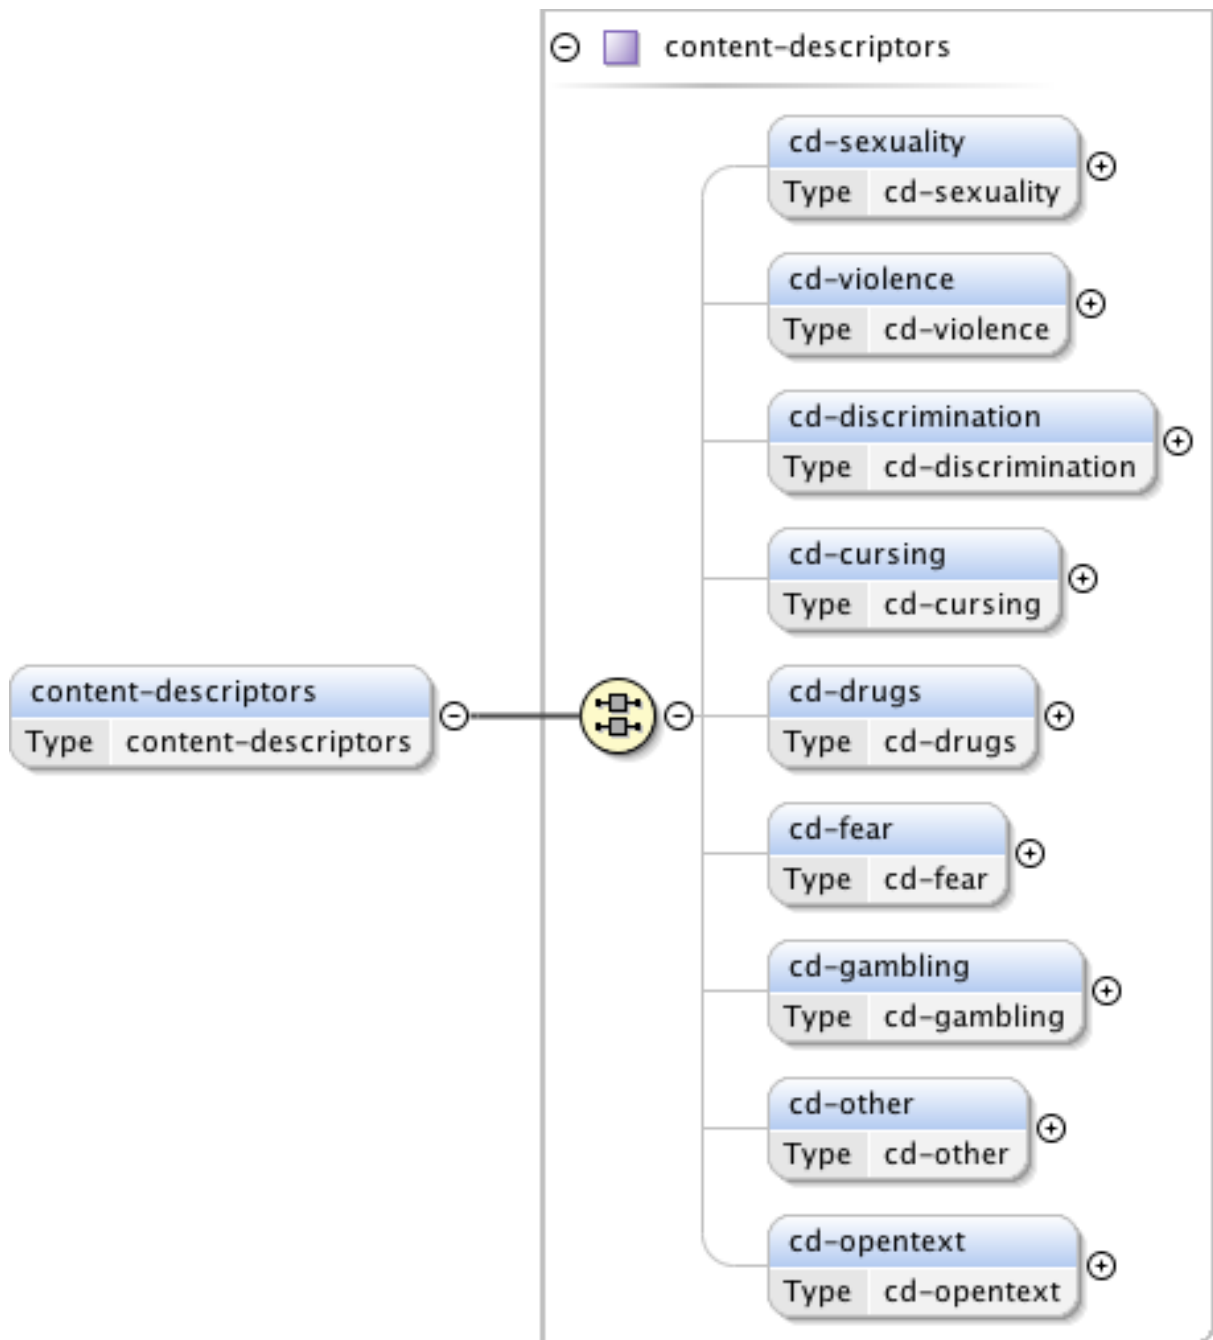 content-descriptors
cd-sexuality
Type cd-sexuality
cd-violence
Type cd-violence
cd-discrimination
Type cd-discrimination
cd-cursing
Type cd-cursing
content-descriptors
Type content-descriptors
cd-drugs
Type cd-drugs
cd-fear
Type cd-fear
cd-gambling
Type cd-gambling
cd-other
Type cd-other
cd-opentext
Type cd-opentext